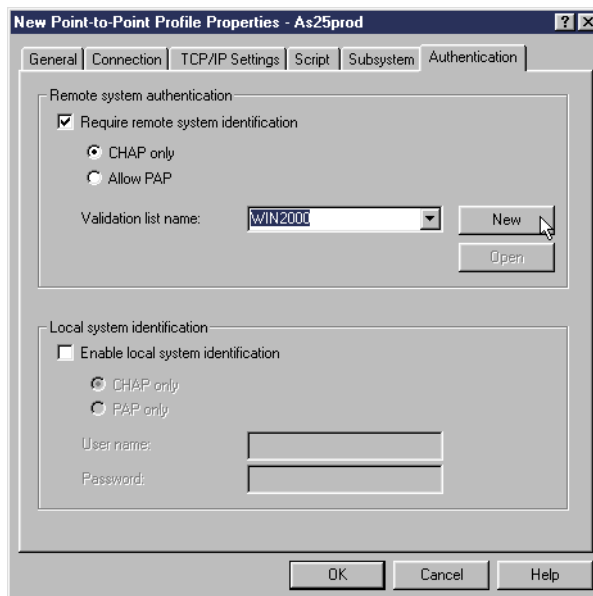 New Point-to-Point Profile Properties - As25prod
General Connection TCP/IP Settings Script Subsystem Authentication
Remote system authentication
Require remote system identification
CHAP only
Allow PAP
Validation list name: WIN2000 New
Open
Local system identification
Enable local system identification
CHAP only
PAP only
User name:
Password:
OK Cancel Help